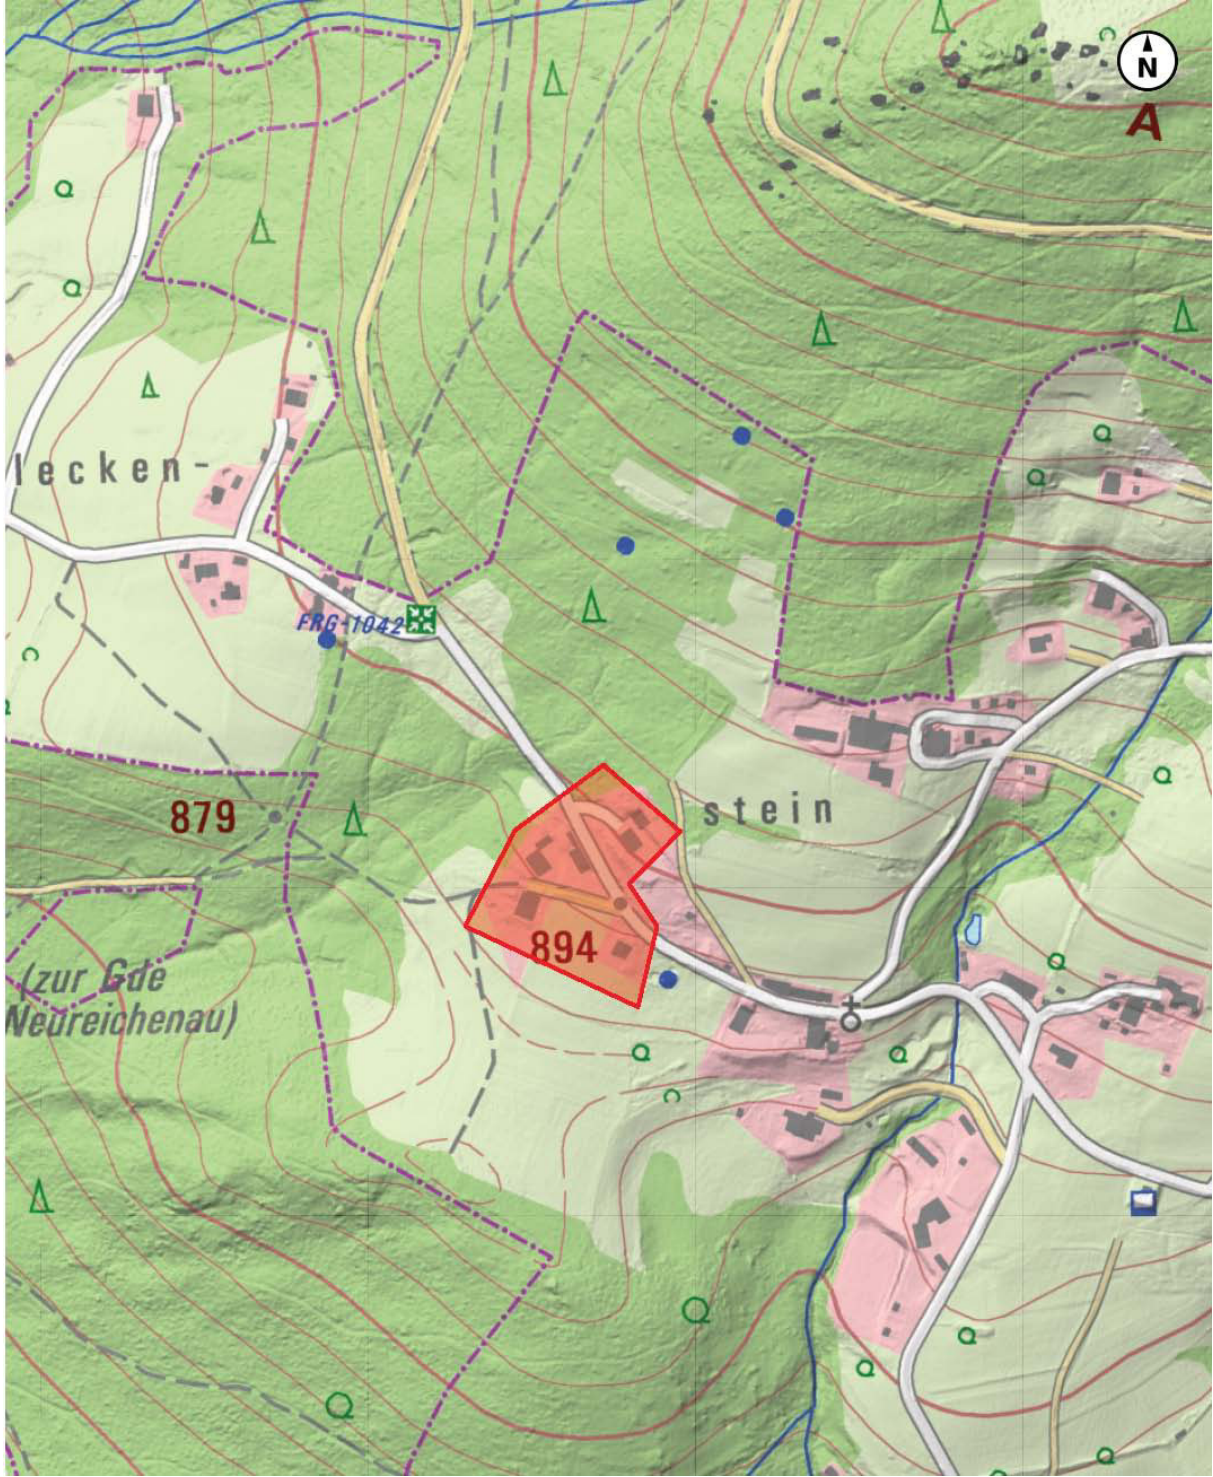 N
A
lecken-
FRG-1042
stein
879
894
(zur Gde
Neureichenau)